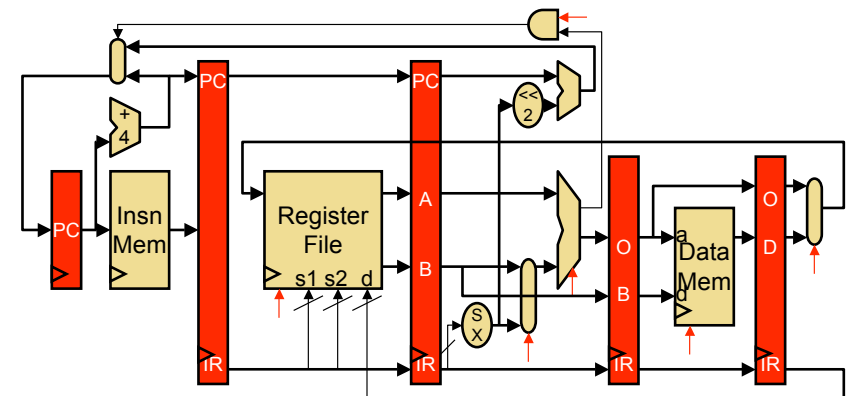 PC
PC
+
4
<<
2
PC
Insn
Mem
Register
File
A
B
s1 s2 d
S
X
O
B
a
Data
Mem
d
O
D
IR
IR
IR
IR